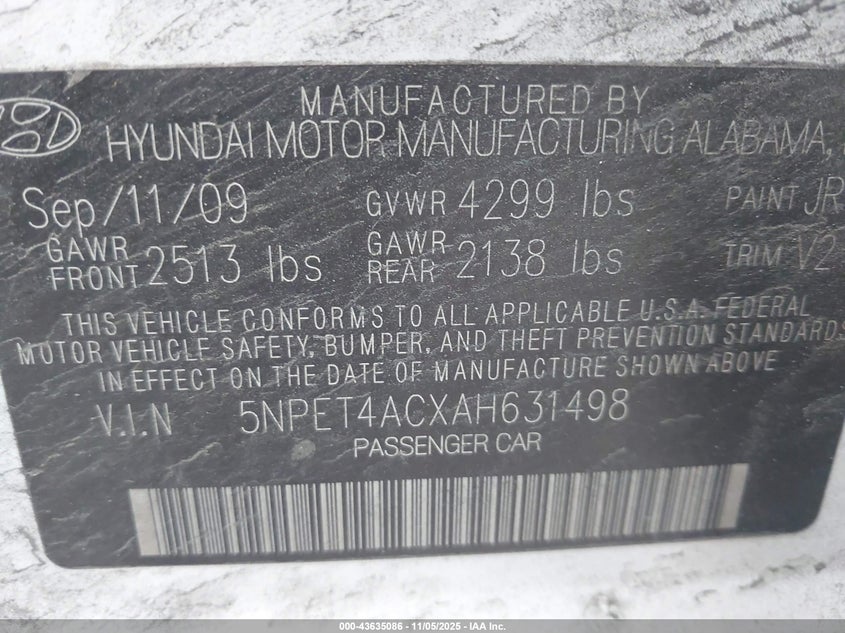 MANUFACTURED BY
HYUNDAI MOTOR MANUFACTURING ALABAMA,
Sep/11/09 GVWR 4299 lbs PAINT JR
GAWR FRONT 2513 lbs GAWR REAR 2138 lbs TRIM V2
THIS VEHICLE CONFORMS TO ALL APPLICABLE U.S.A. FEDERAL
MOTOR VEHICLE SAFETY, BUMPER, AND THEFT PREVENTION STANDARDS
IN EFFECT ON THE DATE OF MANUFACTURE SHOWN ABOVE
V.I.N 5NPET4ACXAH631498
PASSENGER CAR
000-43635086 - 11/05/2025 - IAA Inc.